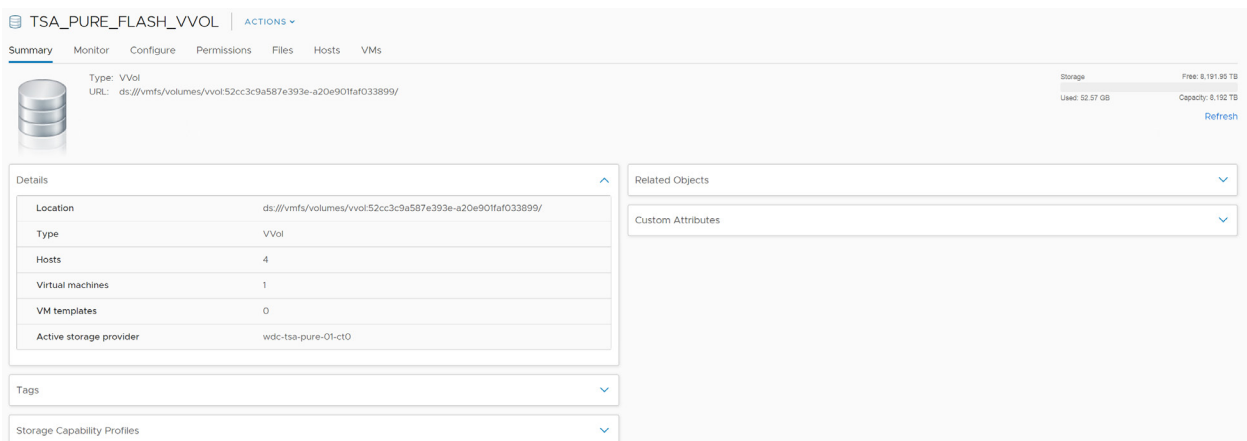 TSA_PURE_FLASH_VVOL ACTIONS
Summary Monitor Configure Permissions Files Hosts VMs
Type: VVol
URL: ds:///vmfs/volumes/vvol:52cc3c9a587e393e-a20e901faf033899/
Storage Free: 8,191.95 TB
Used: 52.57 GB Capacity: 8,192 TB
Refresh
Details
Location ds:///vmfs/volumes/vvol:52cc3c9a587e393e-a20e901faf033899/
Type VVol
Hosts 4
Virtual machines 1
VM templates 0
Active storage provider wdc-tsa-pure-01-ct0
Tags
Storage Capability Profiles
Related Objects
Custom Attributes